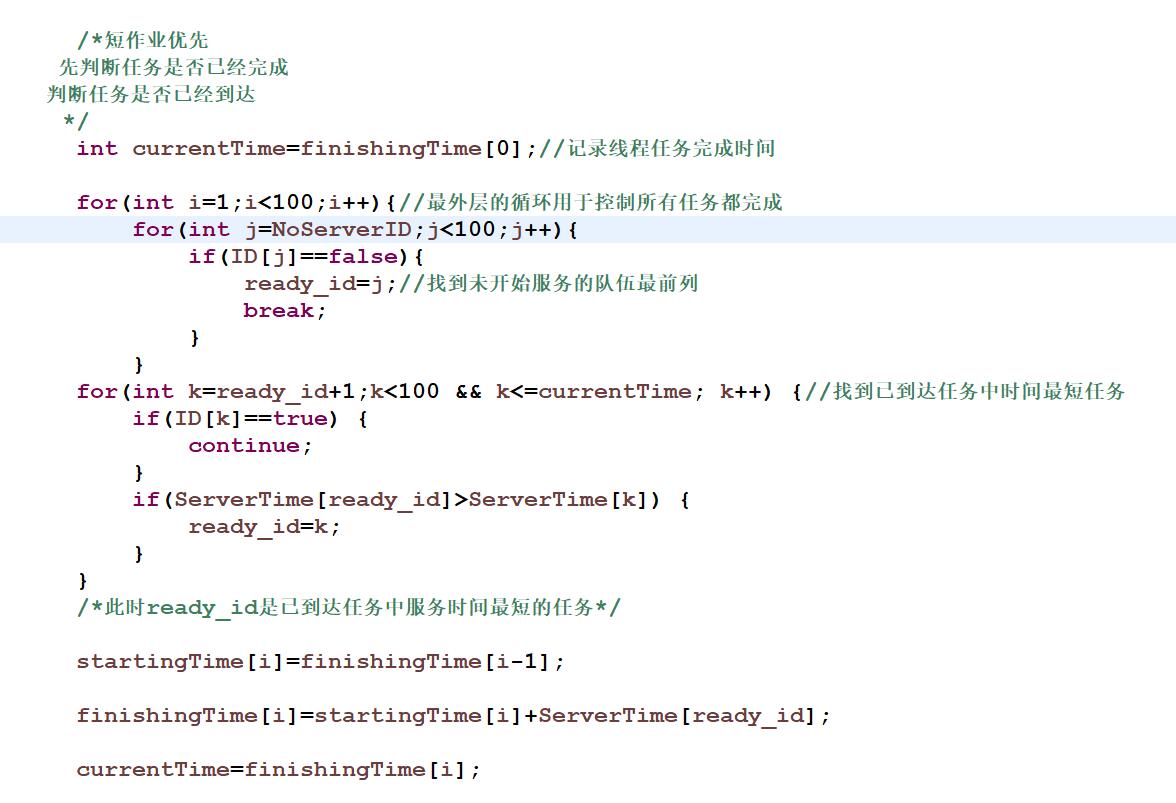 /*短作业优先
先判断任务是否已经完成
判断任务是否已经到达
*/
int currentTime=finishingTime[0];//记录线程任务完成时间
for(int i=1;i<100;i++){//最外层的循环用于控制所有任务都完成
for(int j=NoServerID;j<100;j++){
if(ID[j]==false){
ready_id=j;//找到未开始服务的队伍最前列
break;
}
}
for(int k=ready_id+1;k<100 && k<=currentTime; k++) {//找到已到达任务中时间最短任务
if(ID[k]==true) {
continue;
}
if(ServerTime[ready_id]>ServerTime[k]) {
ready_id=k;
}
}
/*此时ready_id是已到达任务中服务时间最短的任务*/
startingTime[i]=finishingTime[i-1];
finishingTime[i]=startingTime[i]+ServerTime[ready_id];
currentTime=finishingTime[i];